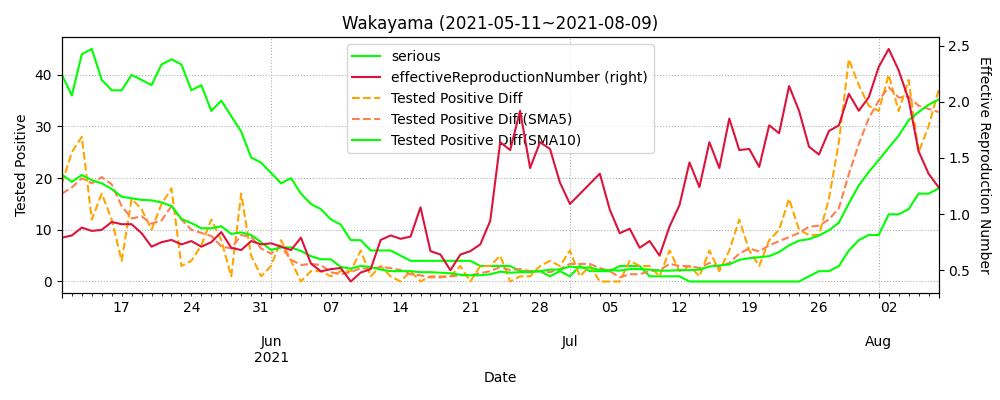 Wakayama (2021-05-11~2021-08-09)
serious
effectiveReproductionNumber (right)
Tested Positive Diff
Tested Positive Diff(SMA5)
Tested Positive Diff(SMA10)
Tested Positive
0
10
20
30
40
Effective Reproduction Number
0.5
1.0
1.5
2.0
2.5
17 24 31 07 14 21 28 05 12 19 26 02
Jun Jul Aug
2021
Date